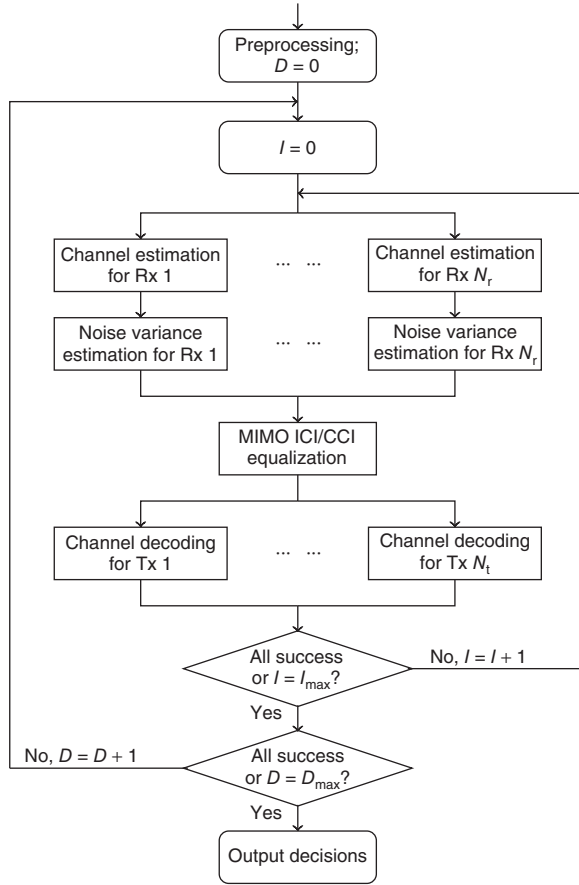 Preprocessing;
D = 0
I = 0
Channel estimation
for Rx 1
... ...
Channel estimation
for Rx Nr
Noise variance
estimation for Rx 1
... ...
Noise variance
estimation for Rx Nr
MIMO ICI/CCI
equalization
Channel decoding
for Tx 1
... ...
Channel decoding
for Tx Nt
All success
or I = Imax?
No, I = I + 1
Yes
All success
or D = Dmax?
No, D = D + 1
Yes
Output decisions